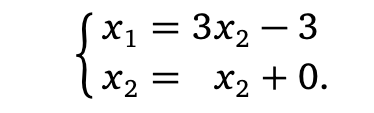 x₁ = 3x₂ − 3
x₂ = x₂ + 0.